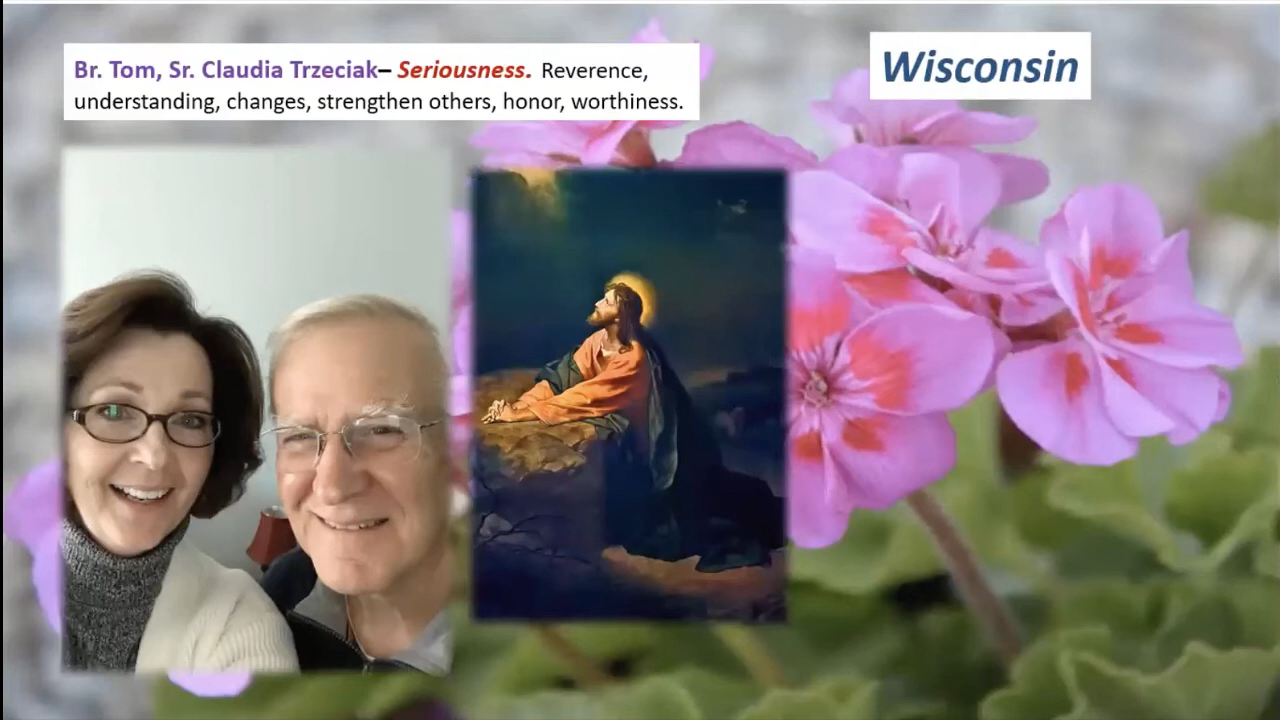 Br. Tom, Sr. Claudia Trzeciak– Seriousness. Reverence,
understanding, changes, strengthen others, honor, worthiness.
Wisconsin